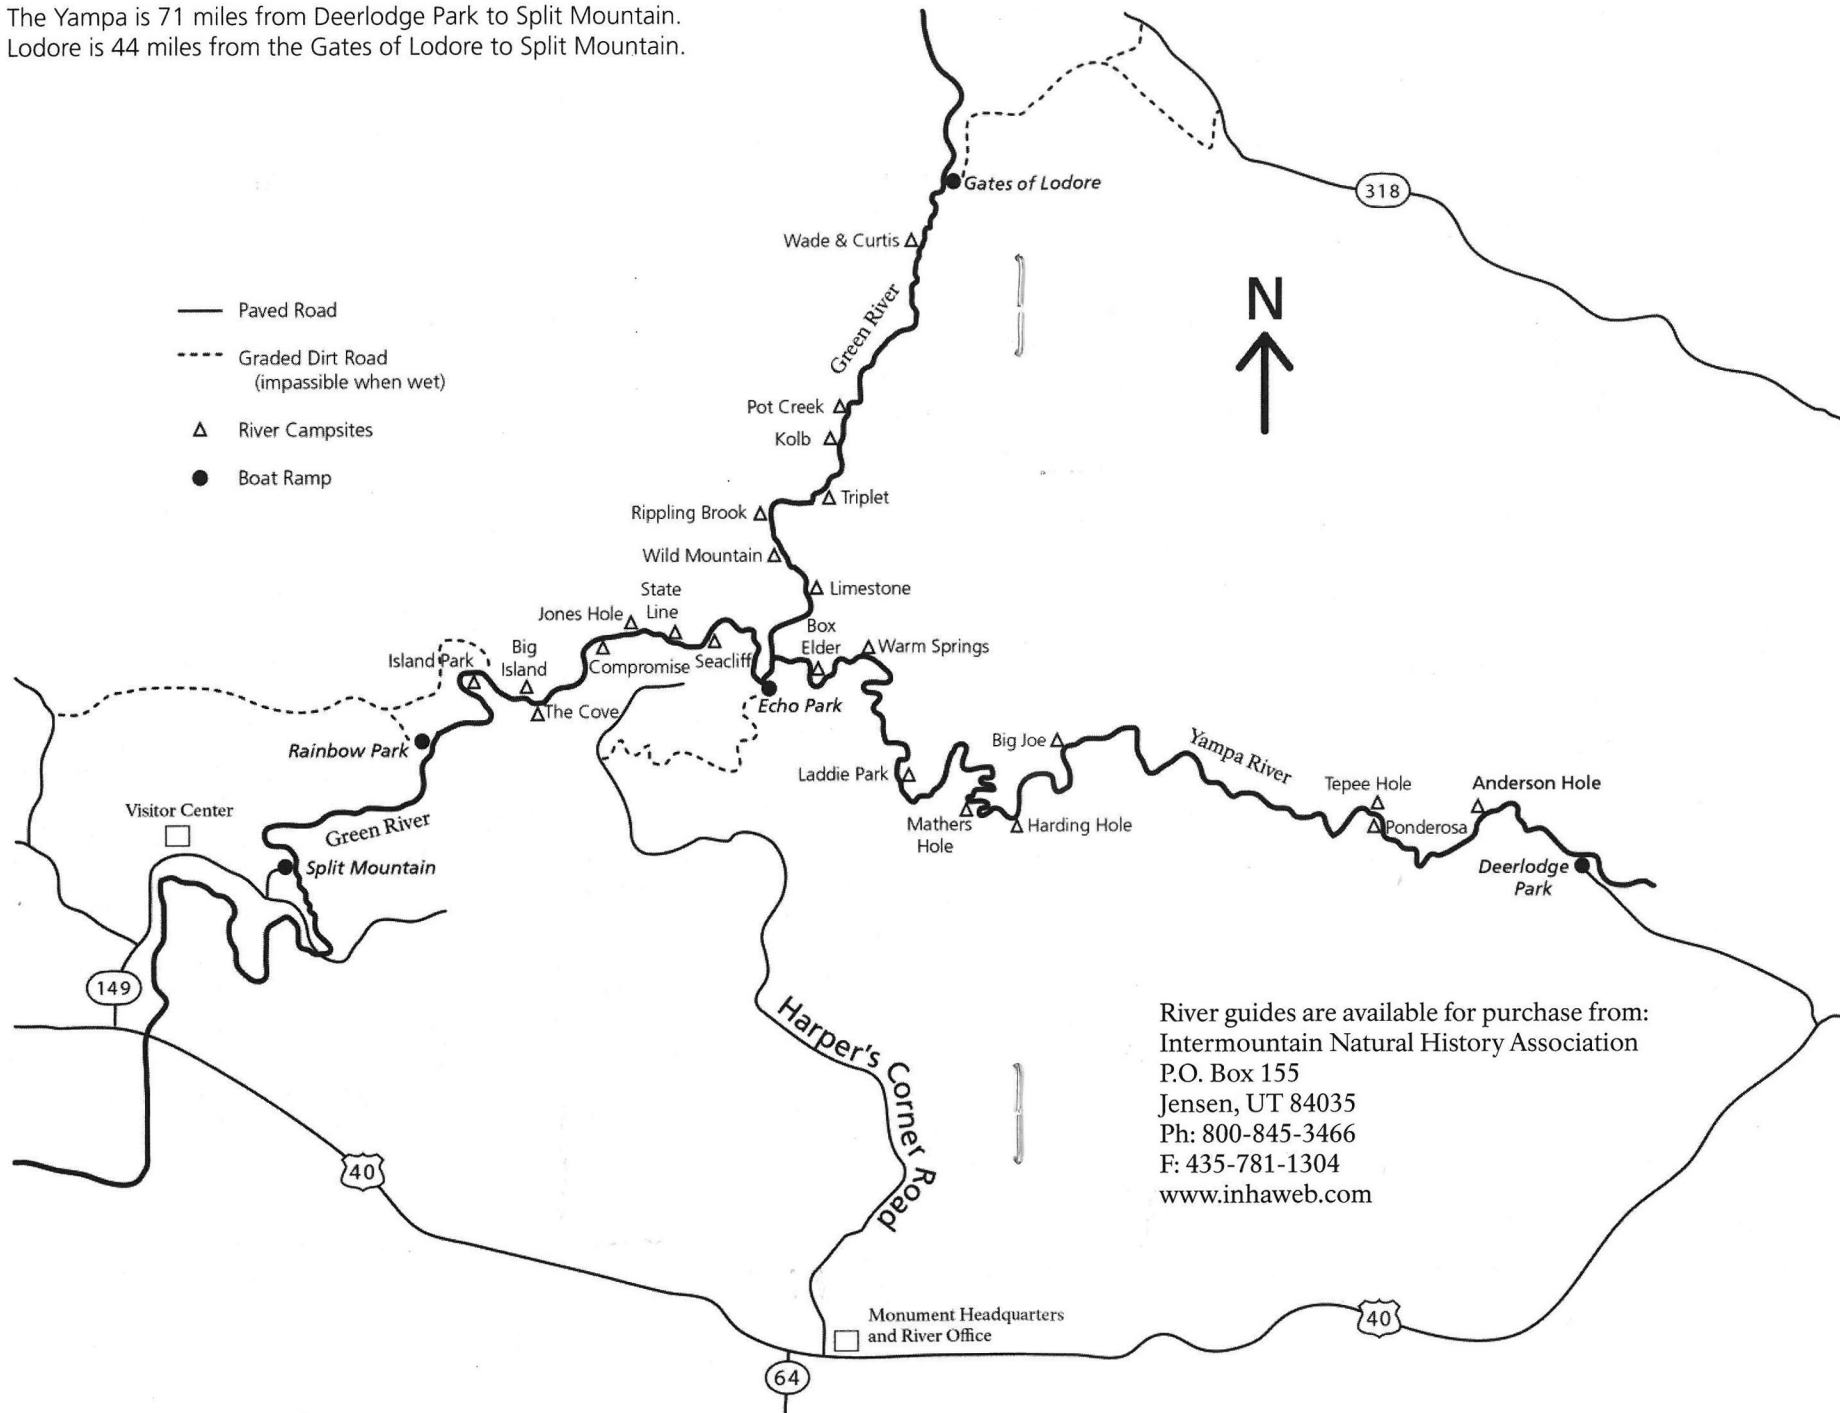 The Yampa is 71 miles from Deerlodge Park to Split Mountain.
Lodore is 44 miles from the Gates of Lodore to Split Mountain.
Gates of Lodore
318
Wade & Curtis
N
Green River
Paved Road
Graded Dirt Road
(impassible when wet)
River Campsites
Boat Ramp
Pot Creek
Kolb
Triplet
Rippling Brook
Wild Mountain
Limestone
State
Line
Jones Hole
Box
Elder
Warm Springs
Big
Island
Island Park
Compromise
Seacliff
Echo Park
The Cove
Rainbow Park
Big Joe
Yampa River
Laddie Park
Tepee Hole
Anderson Hole
Mathers
Hole
Harding Hole
Ponderosa
Deerlodge
Park
Visitor Center
Green River
Split Mountain
149
Harper's Corner Road
River guides are available for purchase from:
Intermountain Natural History Association
P.O. Box 155
Jensen, UT 84035
Ph: 800-845-3466
F: 435-781-1304
www.inhaweb.com
40
Monument Headquarters
and River Office
40
64